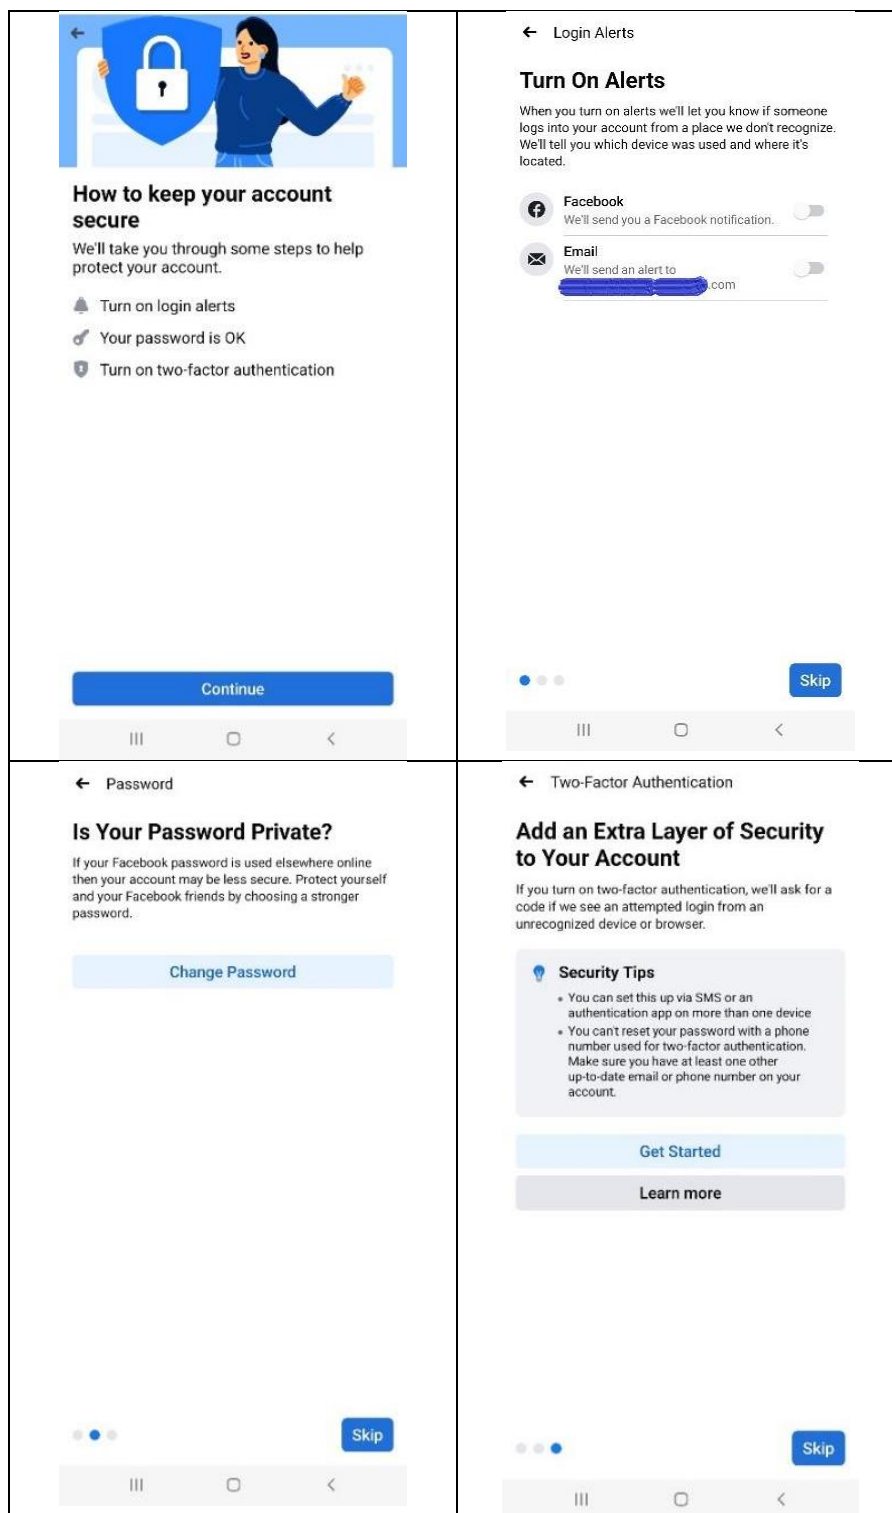 How to keep your account
secure
We'll take you through some steps to help
protect your account.
Turn on login alerts
Your password is OK
Turn on two-factor authentication
Continue
Login Alerts
Turn On Alerts
When you turn on alerts we'll let you know if someone
logs into your account from a place we don't recognize.
We'll tell you which device was used and where it's
located.
Facebook
We'll send you a Facebook notification.
Email
We'll send an alert to
.com
Skip
Password
Is Your Password Private?
If your Facebook password is used elsewhere online
then your account may be less secure. Protect yourself
and your Facebook friends by choosing a stronger
password.
Change Password
Skip
Two-Factor Authentication
Add an Extra Layer of Security
to Your Account
If you turn on two-factor authentication, we'll ask for a
code if we see an attempted login from an
unrecognized device or browser.
Security Tips
• You can set this up via SMS or an
authentication app on more than one device
• You can't reset your password with a phone
number used for two-factor authentication.
Make sure you have at least one other
up-to-date email or phone number on your
account.
Get Started
Learn more
Skip